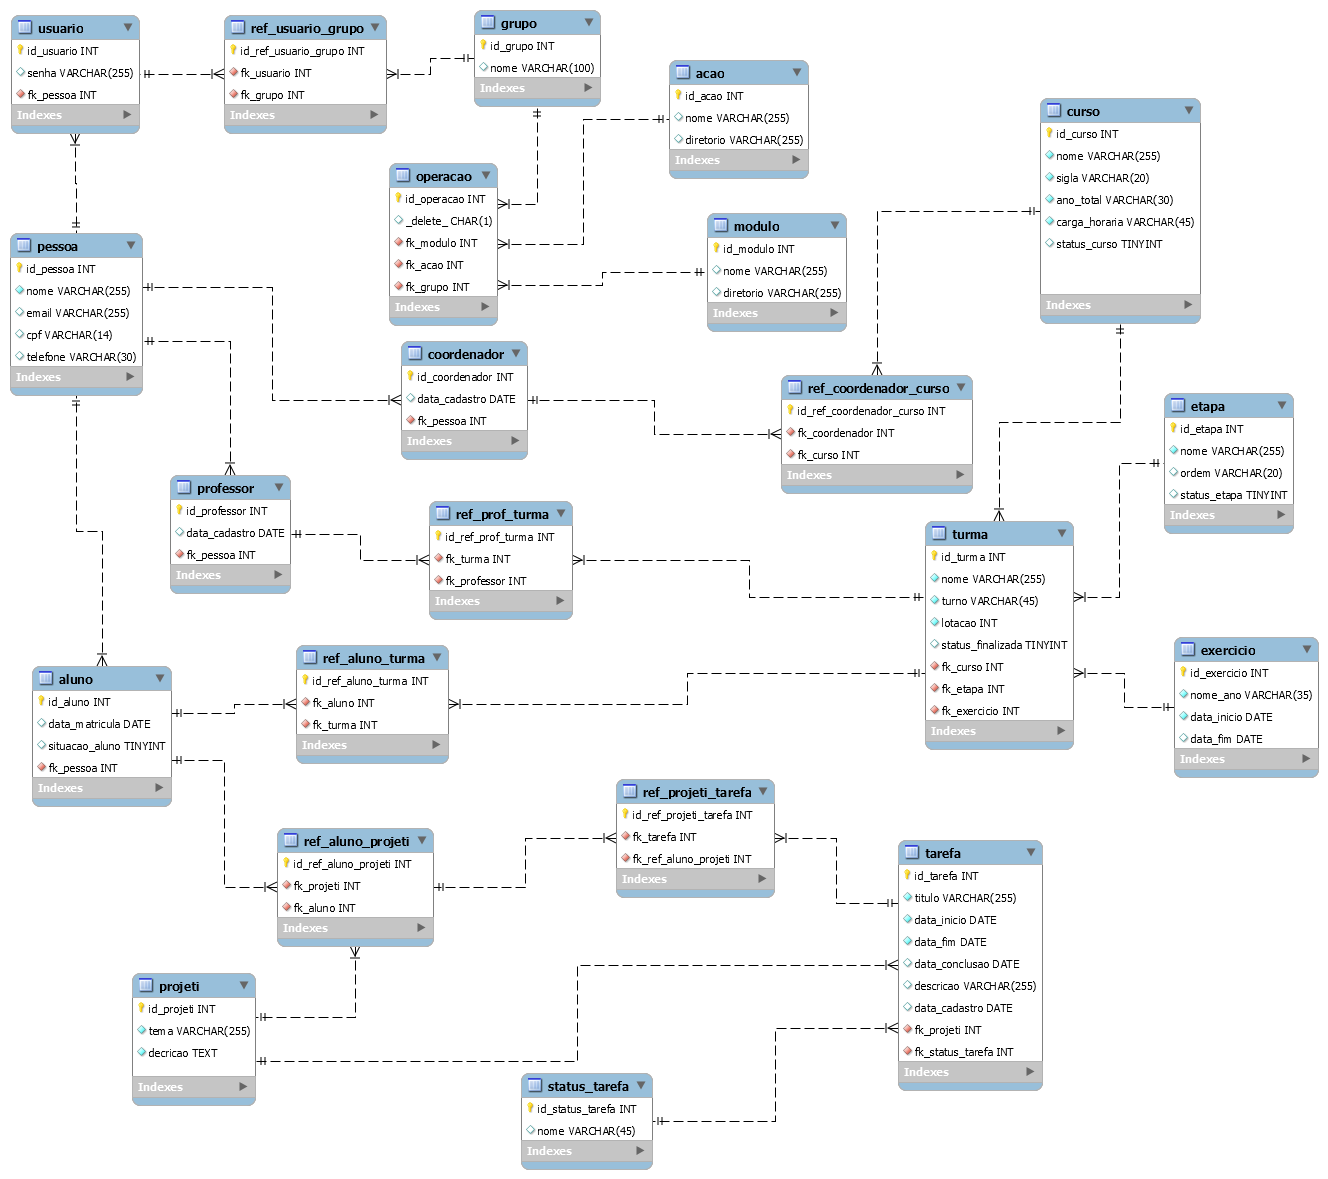 usuario
id_usuario INT
senha VARCHAR(255)
fk_pessoa INT
Indexes
ref_usuario_grupo
id_ref_usuario_grupo INT
fk_usuario INT
fk_grupo INT
Indexes
grupo
id_grupo INT
nome VARCHAR(100)
Indexes
acao
id_acao INT
nome VARCHAR(255)
diretorio VARCHAR(255)
Indexes
curso
id_curso INT
nome VARCHAR(255)
sigla VARCHAR(20)
ano_total VARCHAR(30)
carga_horaria VARCHAR(45)
status_curso TINYINT
Indexes
operacao
id_operacao INT
_delete_ CHAR(1)
fk_modulo INT
fk_acao INT
fk_grupo INT
Indexes
modulo
id_modulo INT
nome VARCHAR(255)
diretorio VARCHAR(255)
Indexes
pessoa
id_pessoa INT
nome VARCHAR(255)
email VARCHAR(255)
cpf VARCHAR(14)
telefone VARCHAR(30)
Indexes
coordenador
id_coordenador INT
data_cadastro DATE
fk_pessoa INT
Indexes
ref_coordenador_curso
id_ref_coordenador_curso INT
fk_coordenador INT
fk_curso INT
Indexes
etapa
id_etapa INT
nome VARCHAR(255)
ordem VARCHAR(20)
status_etapa TINYINT
Indexes
professor
id_professor INT
data_cadastro DATE
fk_pessoa INT
Indexes
ref_prof_turma
id_ref_prof_turma INT
fk_turma INT
fk_professor INT
Indexes
turma
id_turma INT
nome VARCHAR(255)
turno VARCHAR(45)
lotacao INT
status_finalizada TINYINT
fk_curso INT
fk_etapa INT
fk_exercicio INT
Indexes
exercicio
id_exercicio INT
nome_ano VARCHAR(35)
data_inicio DATE
data_fim DATE
Indexes
aluno
id_aluno INT
data_matricula DATE
situacao_aluno TINYINT
fk_pessoa INT
Indexes
ref_aluno_turma
id_ref_aluno_turma INT
fk_aluno INT
fk_turma INT
Indexes
ref_projeti_tarefa
id_ref_projeti_tarefa INT
fk_tarefa INT
fk_ref_aluno_projeti INT
Indexes
ref_aluno_projeti
id_ref_aluno_projeti INT
fk_projeti INT
fk_aluno INT
Indexes
tarefa
id_tarefa INT
titulo VARCHAR(255)
data_inicio DATE
data_fim DATE
data_conclusao DATE
descricao VARCHAR(255)
data_cadastro DATE
fk_projeti INT
fk_status_tarefa INT
Indexes
projeti
id_projeti INT
tema VARCHAR(255)
decricao TEXT
Indexes
status_tarefa
id_status_tarefa INT
nome VARCHAR(45)
Indexes